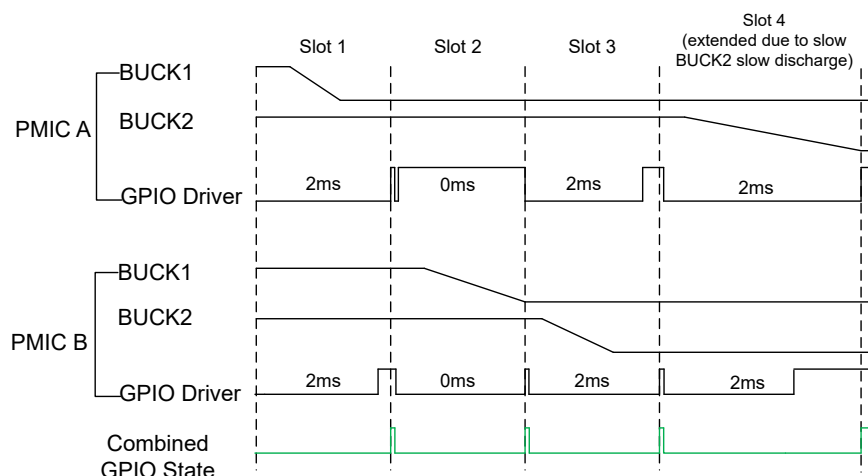 Slot 1
Slot 2
Slot 3
Slot 4
(extended due to slow
BUCK2 slow discharge)
PMIC A
BUCK1
BUCK2
GPIO Driver
2ms
0ms
2ms
2ms
PMIC B
BUCK1
BUCK2
GPIO Driver
2ms
0ms
2ms
2ms
Combined
GPIO State